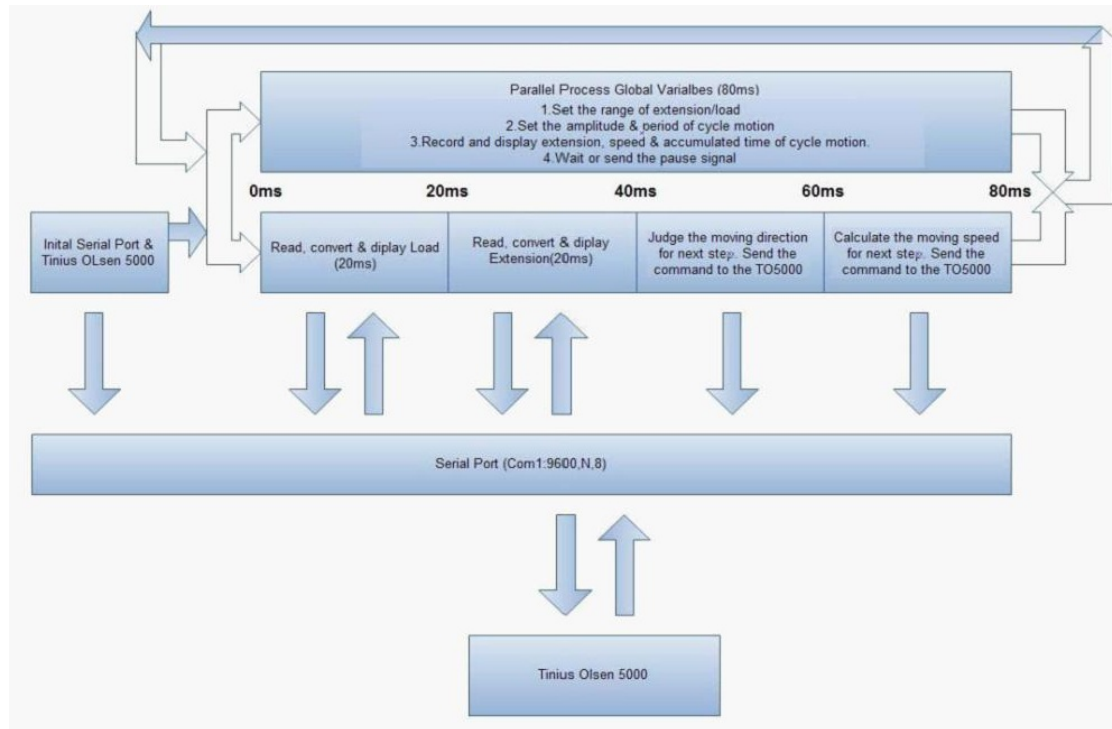 Parallel Process Global Varialbes (80ms)
1.Set the range of extension/load
2.Set the amplitude & period of cycle motion
3.Record and display extension, speed & accumulated time of cycle motion.
4.Wait or send the pause signal
0ms 20ms 40ms 60ms 80ms
Inital Serial Port &
Tinius OLsen 5000
Read, convert & diplay Load
(20ms)
Read, convert & diplay
Extension(20ms)
Judge the moving direction
for next step. Send the
command to the TO5000
Calculate the moving speed
for next step. Send the
command to the TO5000
Serial Port (Com1:9600,N,8)
Tinius Olsen 5000